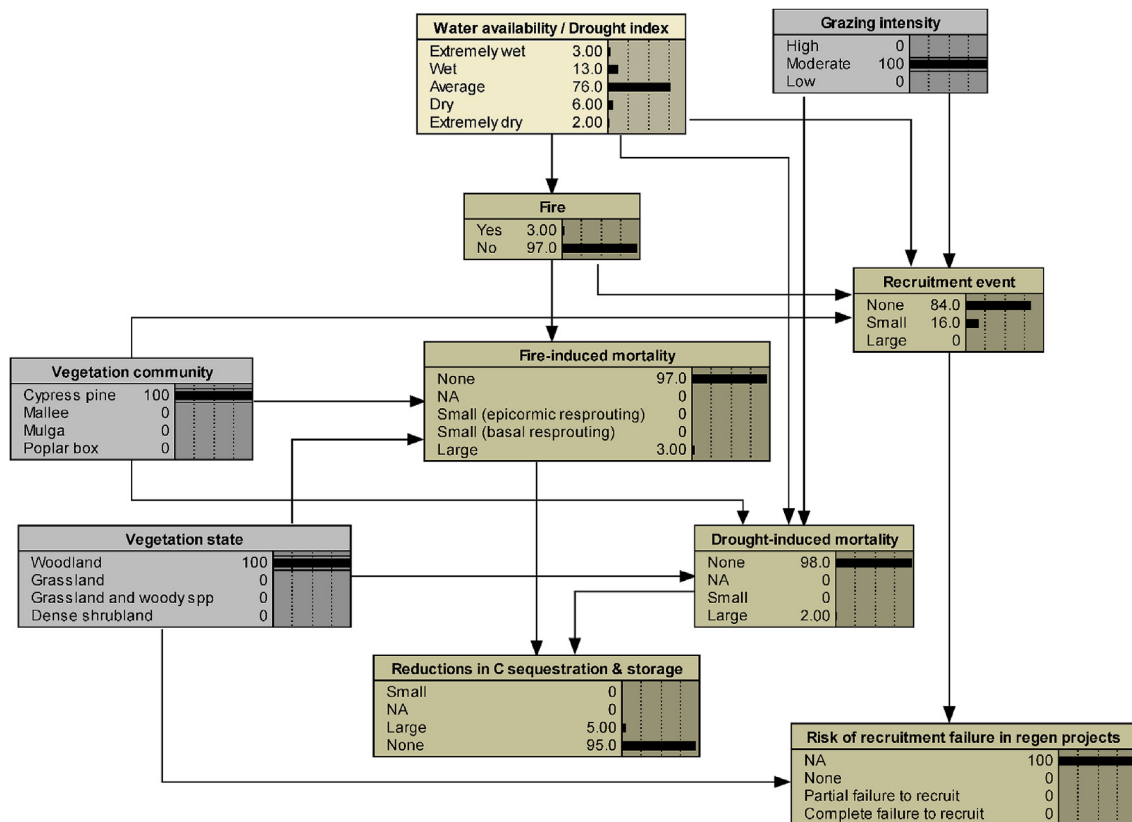 Water availability / Drought index
Extremely wet 3.00
Wet 13.0
Average 76.0
Dry 6.00
Extremely dry 2.00
Grazing intensity
High 0
Moderate 100
Low 0
Fire
Yes 3.00
No 97.0
Recruitment event
None 84.0
Small 16.0
Large 0
Fire-induced mortality
None 97.0
NA 0
Small (epicormic resprouting) 0
Small (basal resprouting) 0
Large 3.00
Vegetation community
Cypress pine 100
Mallee 0
Mulga 0
Poplar box 0
Vegetation state
Woodland 100
Grassland 0
Grassland and woody spp 0
Dense shrubland 0
Drought-induced mortality
None 98.0
NA 0
Small 0
Large 2.00
Reductions in C sequestration & storage
Small 0
NA 0
Large 5.00
None 95.0
Risk of recruitment failure in regen projects
NA 100
None 0
Partial failure to recruit 0
Complete failure to recruit 0